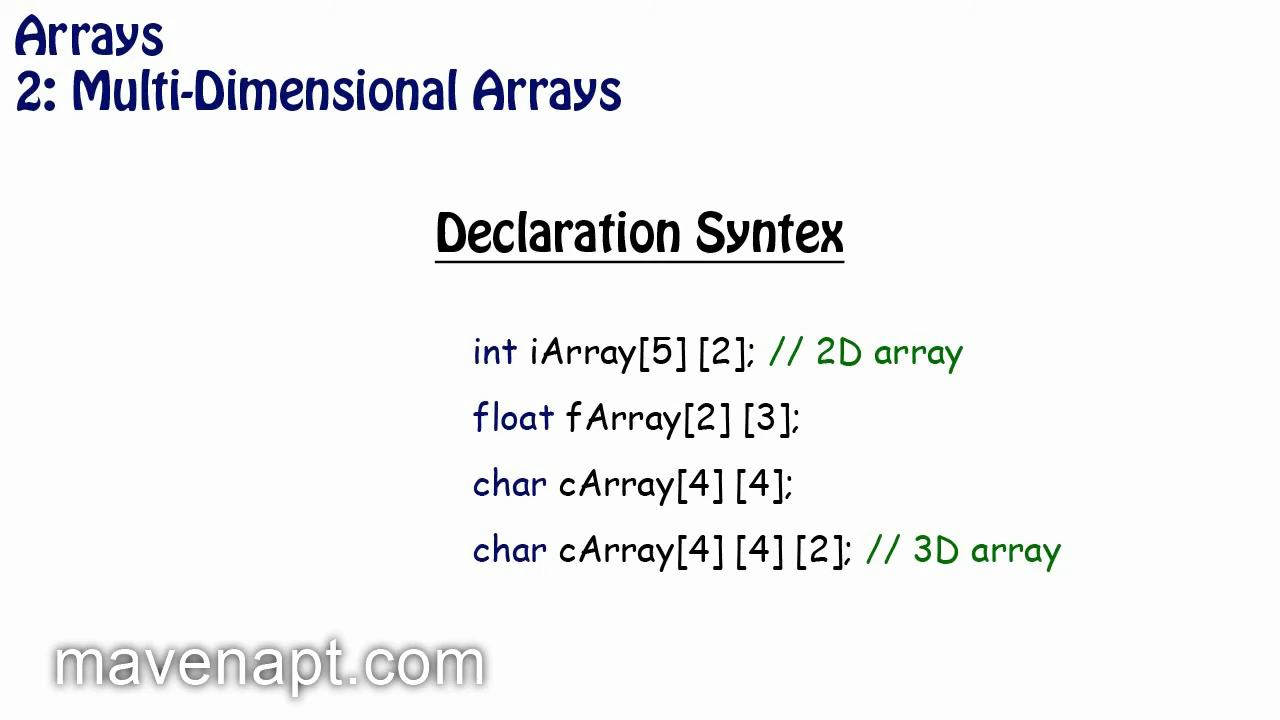 Arrays
2: Multi-Dimensional Arrays
Declaration Syntex
int iArray[5] [2]; // 2D array
float fArray[2] [3];
char cArray[4] [4];
char cArray[4] [4] [2]; // 3D array
mavenapt.com